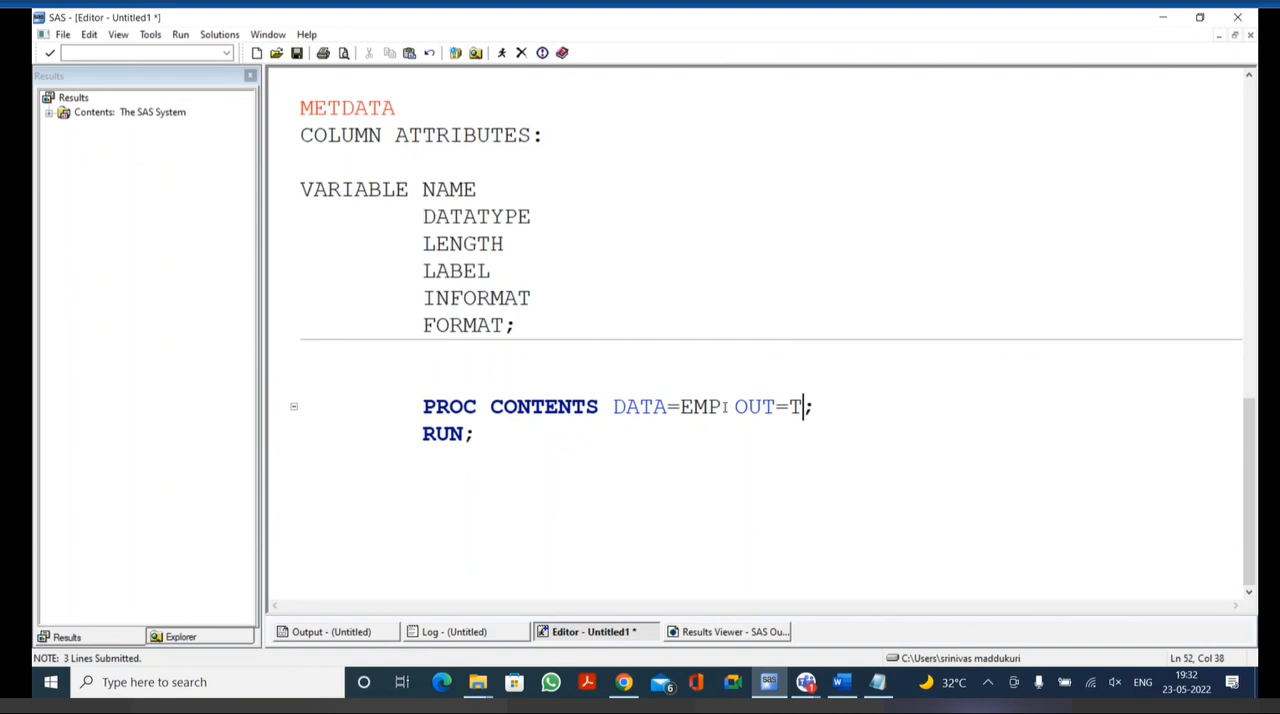 SAS - [Editor - Untitled1 *]
File Edit View Tools Run Solutions Window Help
Results
Results
Contents: The SAS System
METDATA
COLUMN ATTRIBUTES:
VARIABLE NAME
DATATYPE
LENGTH
LABEL
INFORMAT
FORMAT;
PROC CONTENTS DATA=EMP OUT=T;
RUN;
Results Explorer
Output - (Untitled) Log - (Untitled) Editor - Untitled1 * Results Viewer - SAS Ou...
NOTE: 3 Lines Submitted. C:\Users\srinivas maddukuri Ln 52, Col 38
Type here to search 6 32°C ENG 19:32
23-05-2022